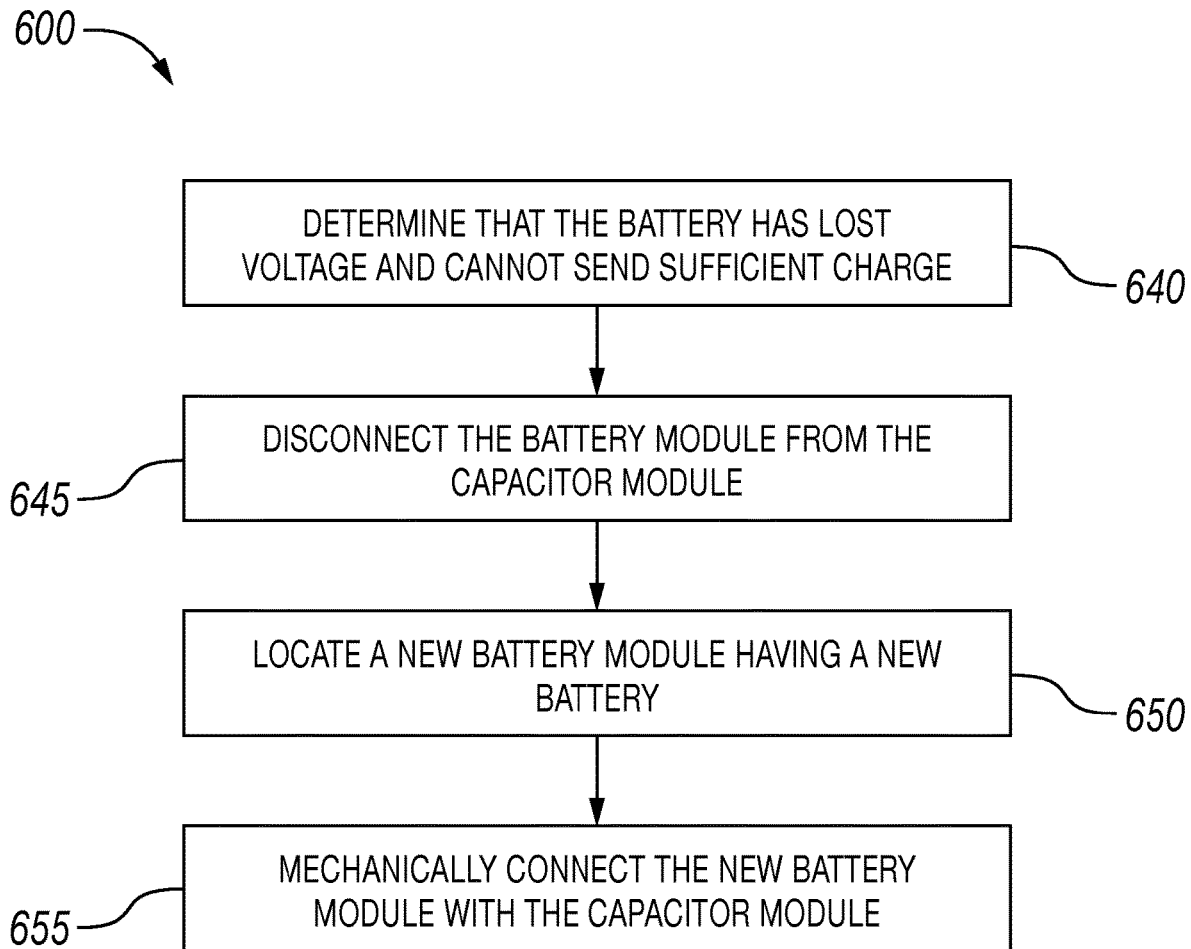 600
DETERMINE THAT THE BATTERY HAS LOST
VOLTAGE AND CANNOT SEND SUFFICIENT CHARGE
640
DISCONNECT THE BATTERY MODULE FROM THE
CAPACITOR MODULE
645
LOCATE A NEW BATTERY MODULE HAVING A NEW
BATTERY
650
MECHANICALLY CONNECT THE NEW BATTERY
MODULE WITH THE CAPACITOR MODULE
655